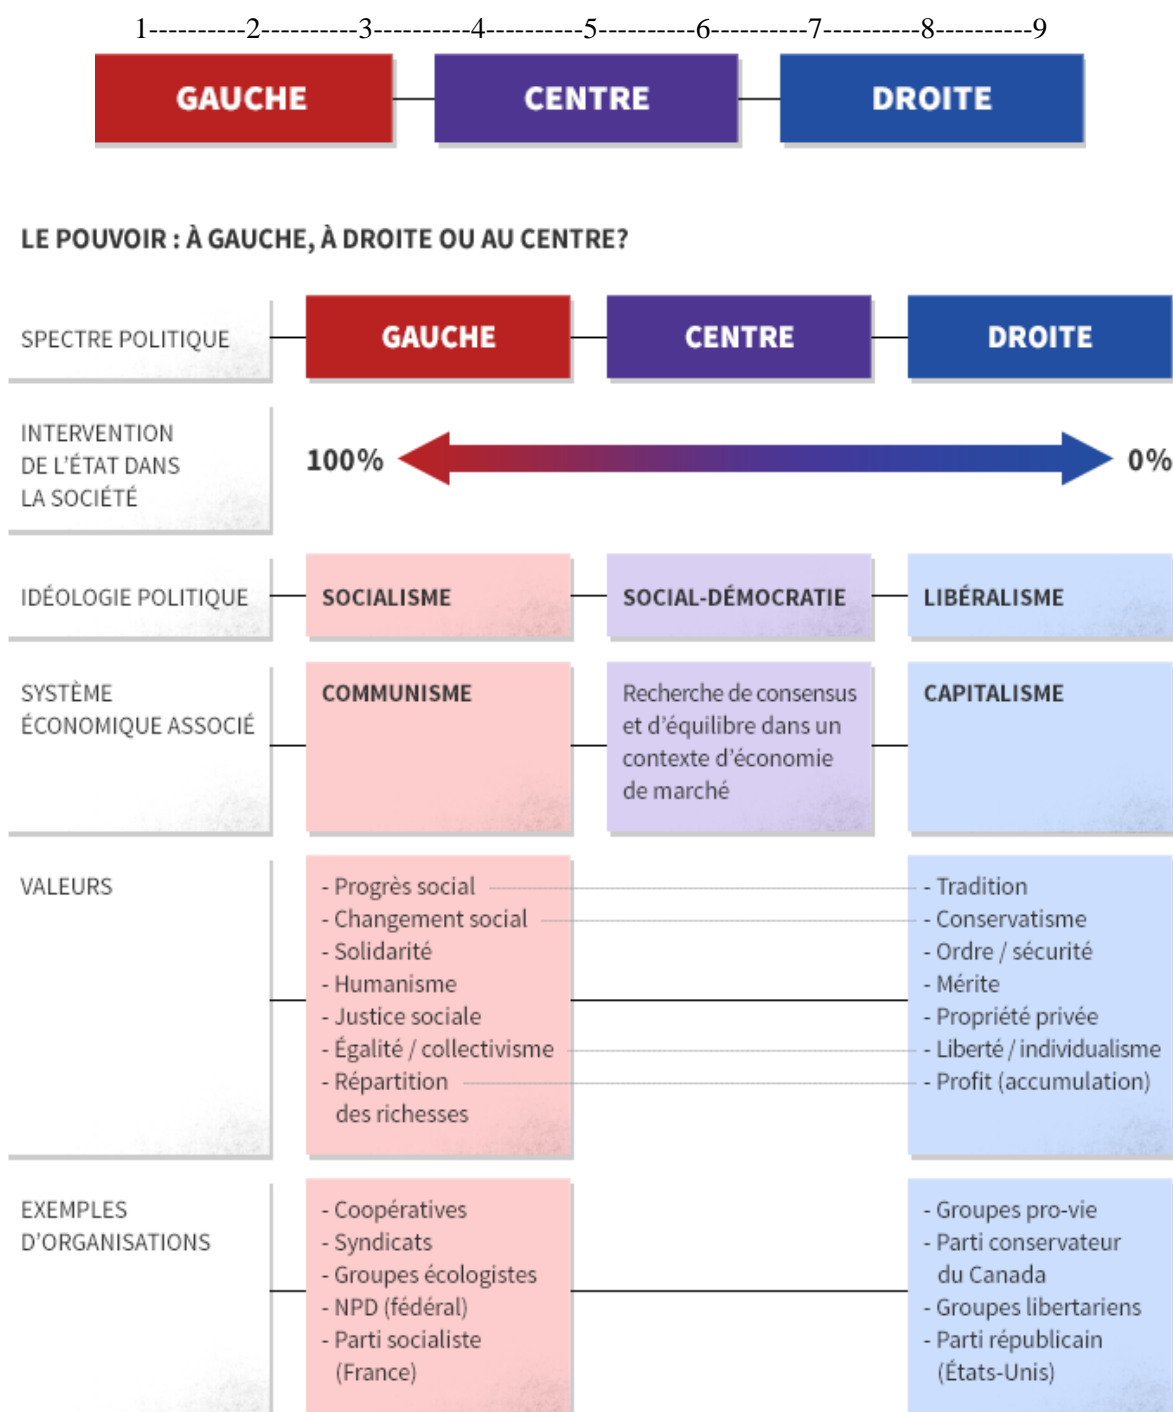 1----------2----------3----------4----------5----------6----------7----------8----------9
GAUCHE CENTRE DROITE
LE POUVOIR : À GAUCHE, À DROITE OU AU CENTRE?
SPECTRE POLITIQUE
GAUCHE CENTRE DROITE
INTERVENTION
DE L'ÉTAT DANS
LA SOCIÉTÉ
100% 0%
IDÉOLOGIE POLITIQUE
SOCIALISME
SOCIAL-DÉMOCRATIE
LIBÉRALISME
SYSTÈME
ÉCONOMIQUE ASSOCIÉ
COMMUNISME
Recherche de consensus
et d'équilibre dans un
contexte d'économie
de marché
CAPITALISME
VALEURS
- Progrès social
- Changement social
- Solidarité
- Humanisme
- Justice sociale
- Égalité / collectivisme
- Répartition
des richesses
- Tradition
- Conservatisme
- Ordre / sécurité
- Mérite
- Propriété privée
- Liberté / individualisme
- Profit (accumulation)
EXEMPLES
D'ORGANISATIONS
- Coopératives
- Syndicats
- Groupes écologistes
- NPD (fédéral)
- Parti socialiste
(France)
- Groupes pro-vie
- Parti conservateur
du Canada
- Groupes libertariens
- Parti républicain
(États-Unis)